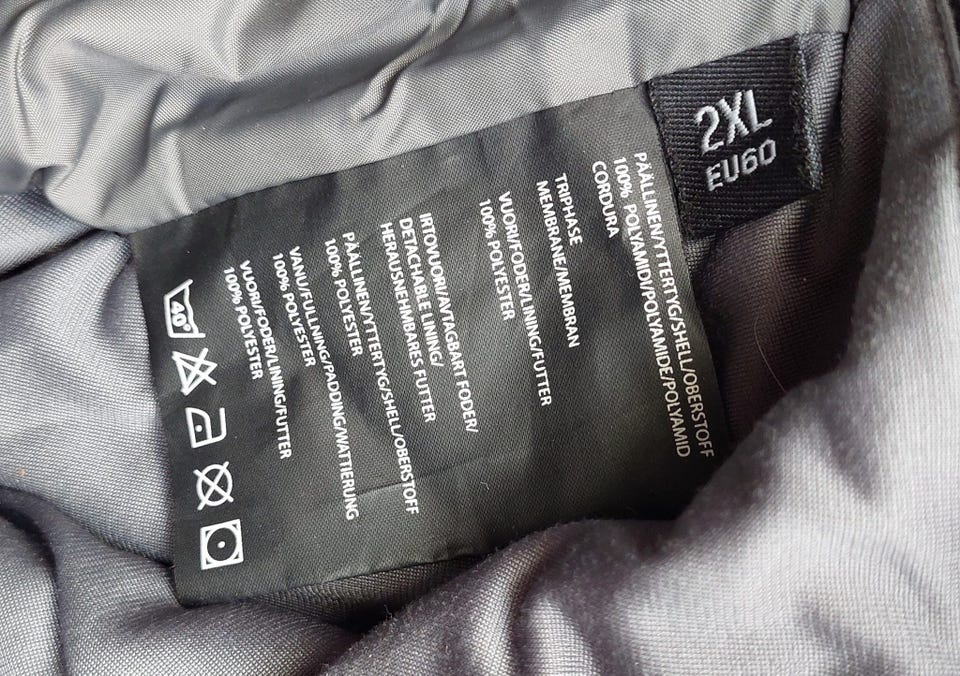 2XL
EU60
PÄÄLLINEN/YTTERTYG/SHELL/OBERSTOFF
100% POLYAMIDI/POLYAMIDE/POLYAMID
CORDURA
TRIPHASE
MEMBRANE/MEMBRAN
VUORI/FODER/LINING/FUTTER
100% POLYESTER
IRTOVUORI/AVTAGBART FODER/
DETACHABLE LINING/
HERAUSNEHMBARES FUTTER
PÄÄLLINEN/YTTERTYG/SHELL/OBERSTOFF
100% POLYESTER
VANU/FULLNING/PADDING/WATTIERUNG
100% POLYESTER
VUORI/FODER/LINING/FUTTER
100% POLYESTER
40°